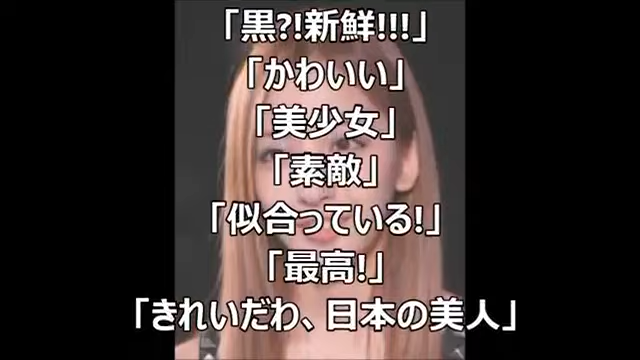 「黒?!新鮮!!!」
「かわいい」
「美少女」
「素敵」
「似合っている!」
「最高!」
「きれいだわ、日本の美人」